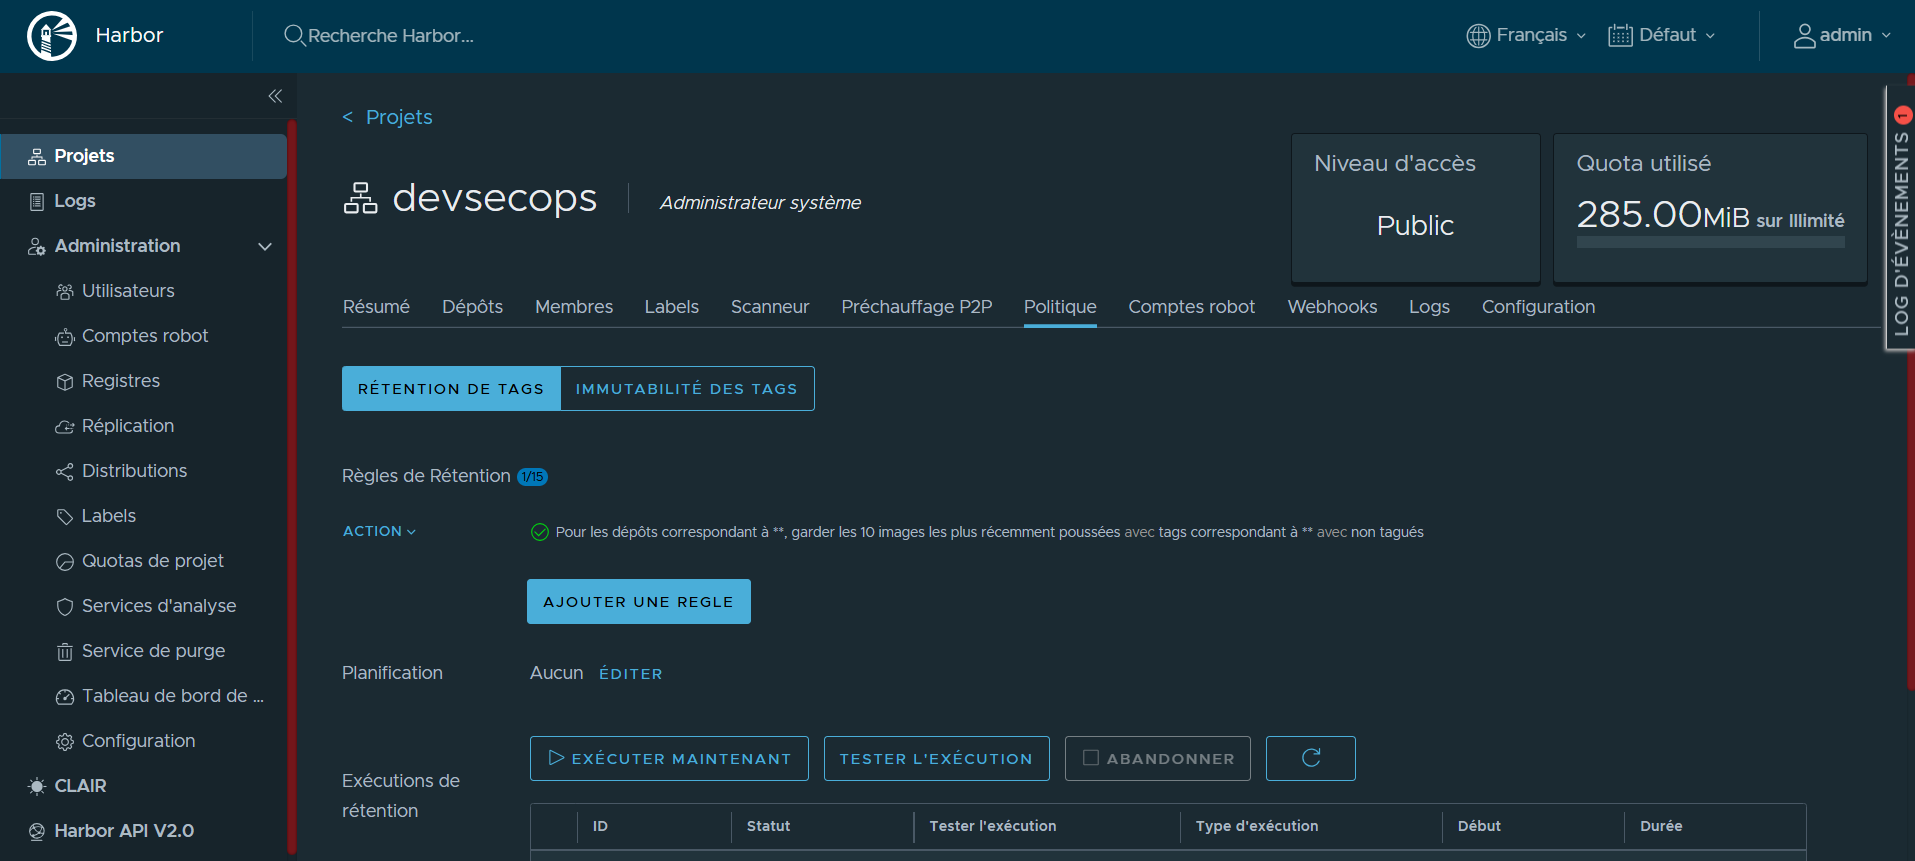 Harbor
Recherche Harbor...
Français
Défaut
admin
Projets
Logs
Administration
Utilisateurs
Comptes robot
Registres
Réplication
Distributions
Labels
Quotas de projet
Services d'analyse
Service de purge
Tableau de bord de ...
Configuration
CLAIR
Harbor API V2.0
< Projets
devsecops
Administrateur système
Niveau d'accès
Public
Quota utilisé
285.00MiB sur Illimité
LOG D'ÉVÈNEMENTS 1
Résumé Dépôts Membres Labels Scanneur Préchauffage P2P Politique Comptes robot Webhooks Logs Configuration
RÉTENTION DE TAGS IMMUTABILITÉ DES TAGS
Règles de Rétention 1/15
ACTION
Pour les dépôts correspondant à **, garder les 10 images les plus récemment poussées avec tags correspondant à ** avec non tagués
AJOUTER UNE REGLE
Planification Aucun ÉDITER
EXÉCUTER MAINTENANT TESTER L'EXÉCUTION ABANDONNER
Exécutions de
rétention
ID Statut Tester l'exécution Type d'exécution Début Durée